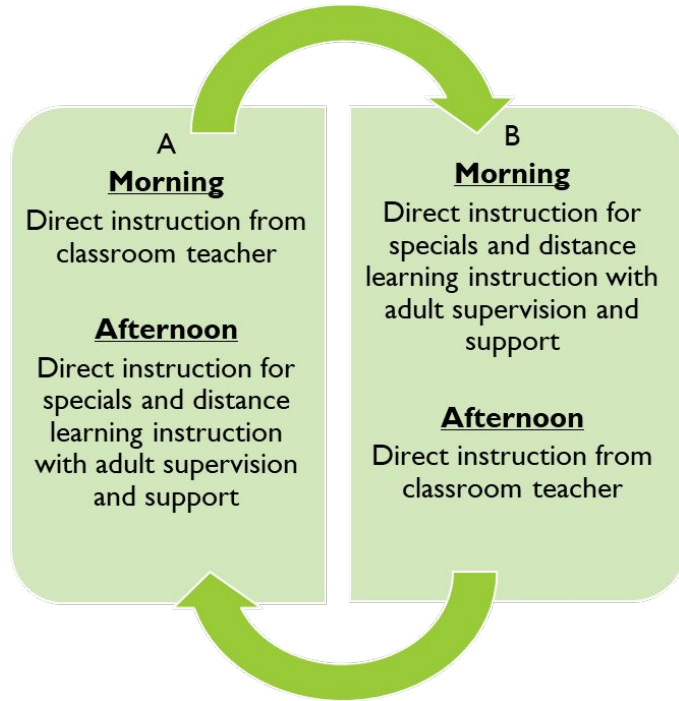 A
Morning
Direct instruction from
classroom teacher
Afternoon
Direct instruction for
specials and distance
learning instruction
with adult supervision
and support
B
Morning
Direct instruction for
specials and distance
learning instruction with
adult supervision and
support
Afternoon
Direct instruction from
classroom teacher